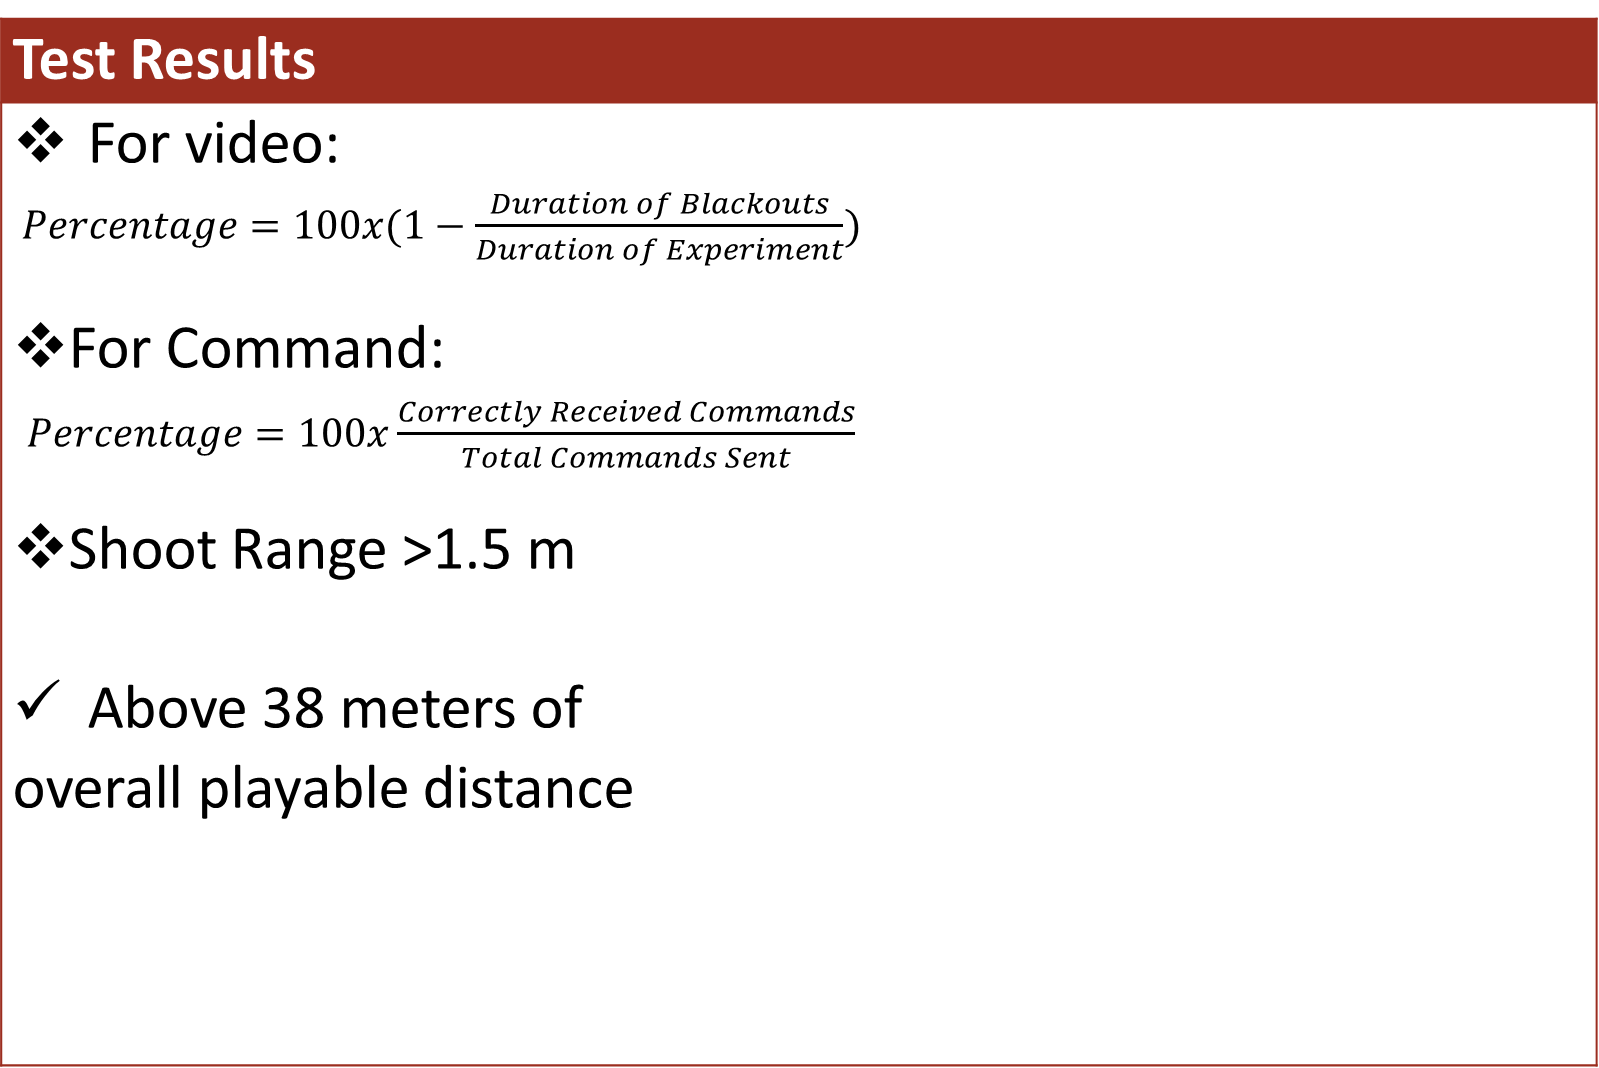 Test Results
❖ For video:
Percentage = 100x(1 − Duration of Blackouts / Duration of Experiment)
❖For Command:
Percentage = 100x Correctly Received Commands / Total Commands Sent
❖Shoot Range >1.5 m
✓ Above 38 meters of
overall playable distance